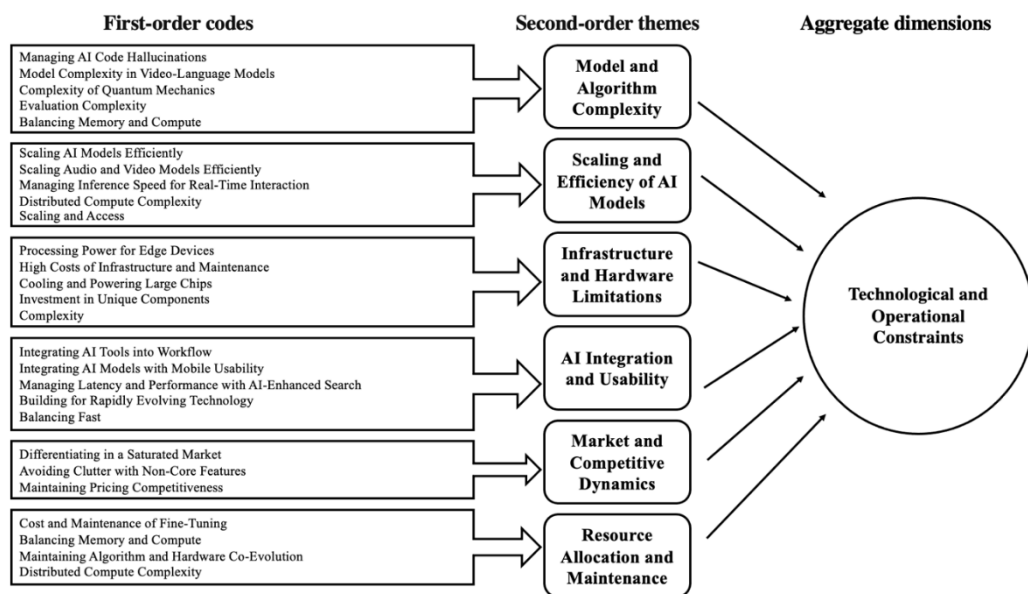 First-order codes
Second-order themes
Aggregate dimensions
Managing AI Code Hallucinations
Model Complexity in Video-Language Models
Complexity of Quantum Mechanics
Evaluation Complexity
Balancing Memory and Compute
Model and
Algorithm
Complexity
Scaling AI Models Efficiently
Scaling Audio and Video Models Efficiently
Managing Inference Speed for Real-Time Interaction
Distributed Compute Complexity
Scaling and Access
Scaling and
Efficiency of AI
Models
Processing Power for Edge Devices
High Costs of Infrastructure and Maintenance
Cooling and Powering Large Chips
Investment in Unique Components
Complexity
Infrastructure
and Hardware
Limitations
Integrating AI Tools into Workflow
Integrating AI Models with Mobile Usability
Managing Latency and Performance with AI-Enhanced Search
Building for Rapidly Evolving Technology
Balancing Fast
AI Integration
and Usability
Differentiating in a Saturated Market
Avoiding Clutter with Non-Core Features
Maintaining Pricing Competitiveness
Market and
Competitive
Dynamics
Cost and Maintenance of Fine-Tuning
Balancing Memory and Compute
Maintaining Algorithm and Hardware Co-Evolution
Distributed Compute Complexity
Resource
Allocation and
Maintenance
Technological and
Operational
Constraints